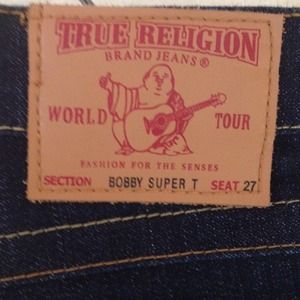 TRUE RELIGION
BRAND JEANS®
WORLD TOUR
FASHION FOR THE SENSES
SECTION BOBBY SUPER T SEAT 27